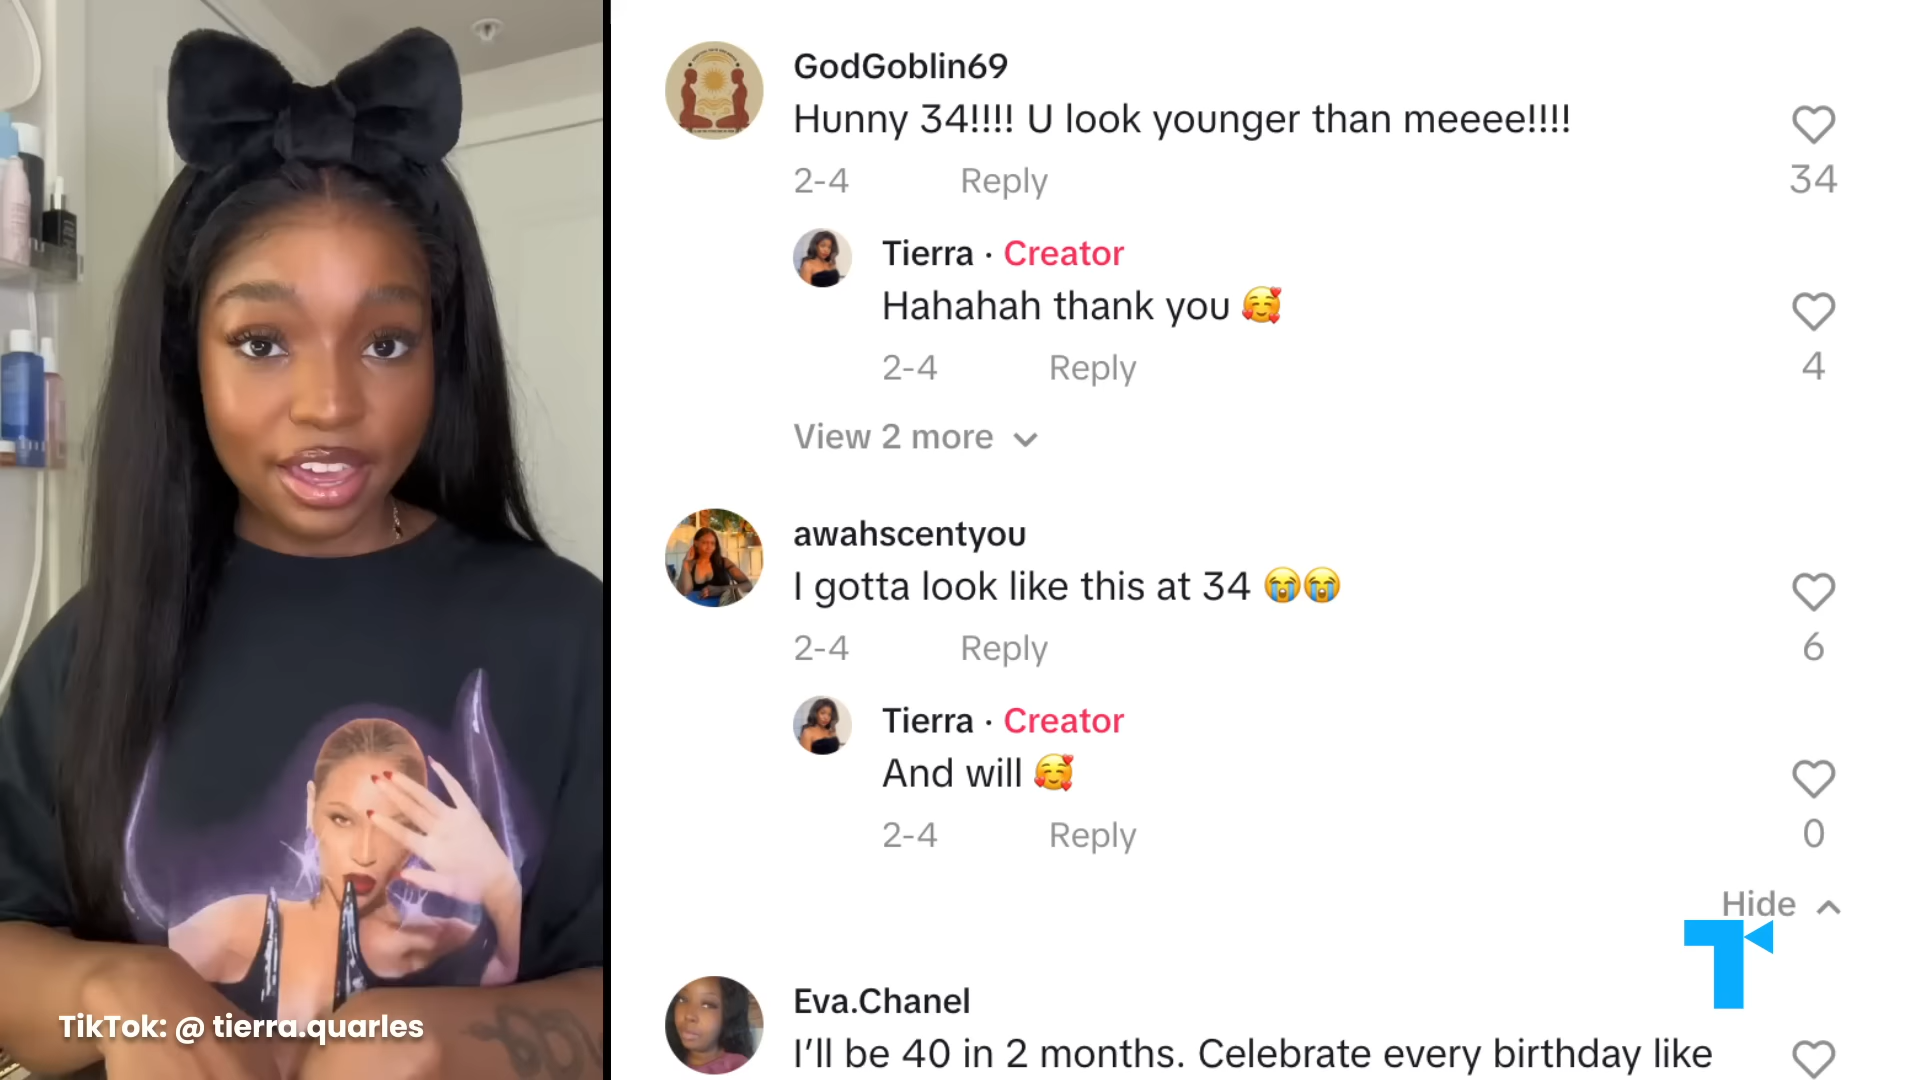 GodGoblin69
Hunny 34!!!! U look younger than meeee!!!!
34
2-4 Reply
Tierra · Creator
Hahahah thank you 🥰
4
2-4 Reply
View 2 more
awahscentyou
I gotta look like this at 34 😭😭
6
2-4 Reply
Tierra · Creator
And will 🥰
0
2-4 Reply
Hide
Eva.Chanel
I’ll be 40 in 2 months. Celebrate every birthday like
TikTok: @ tierra.quarles